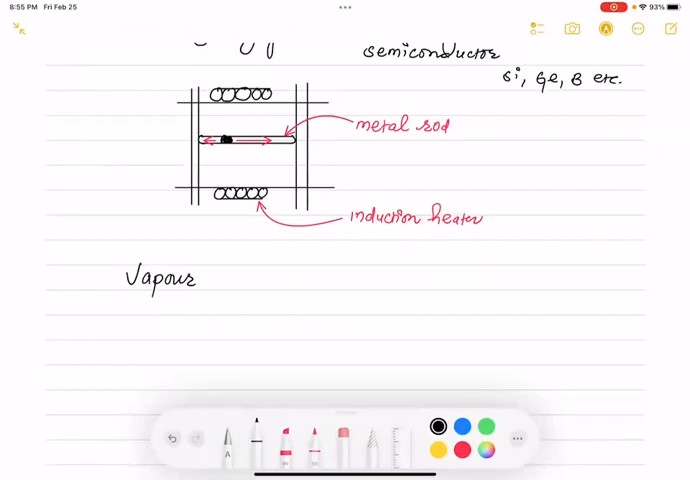 8:55 PM Fri Feb 25
93%
semiconductor
Si, Ge, B etc.
metal rod
induction heater
Vapour
A